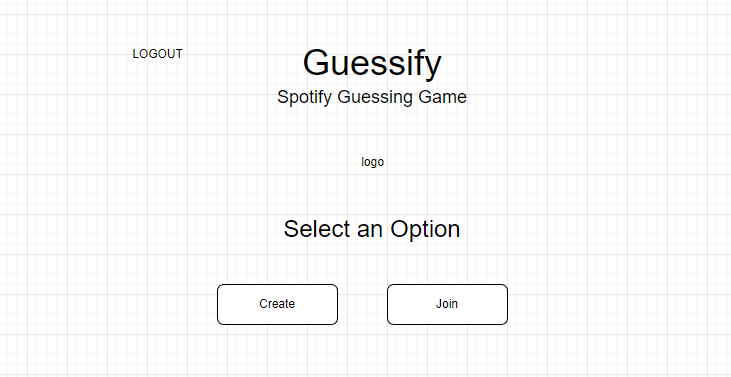 LOGOUT
Guessify
Spotify Guessing Game
logo
Select an Option
Create
Join